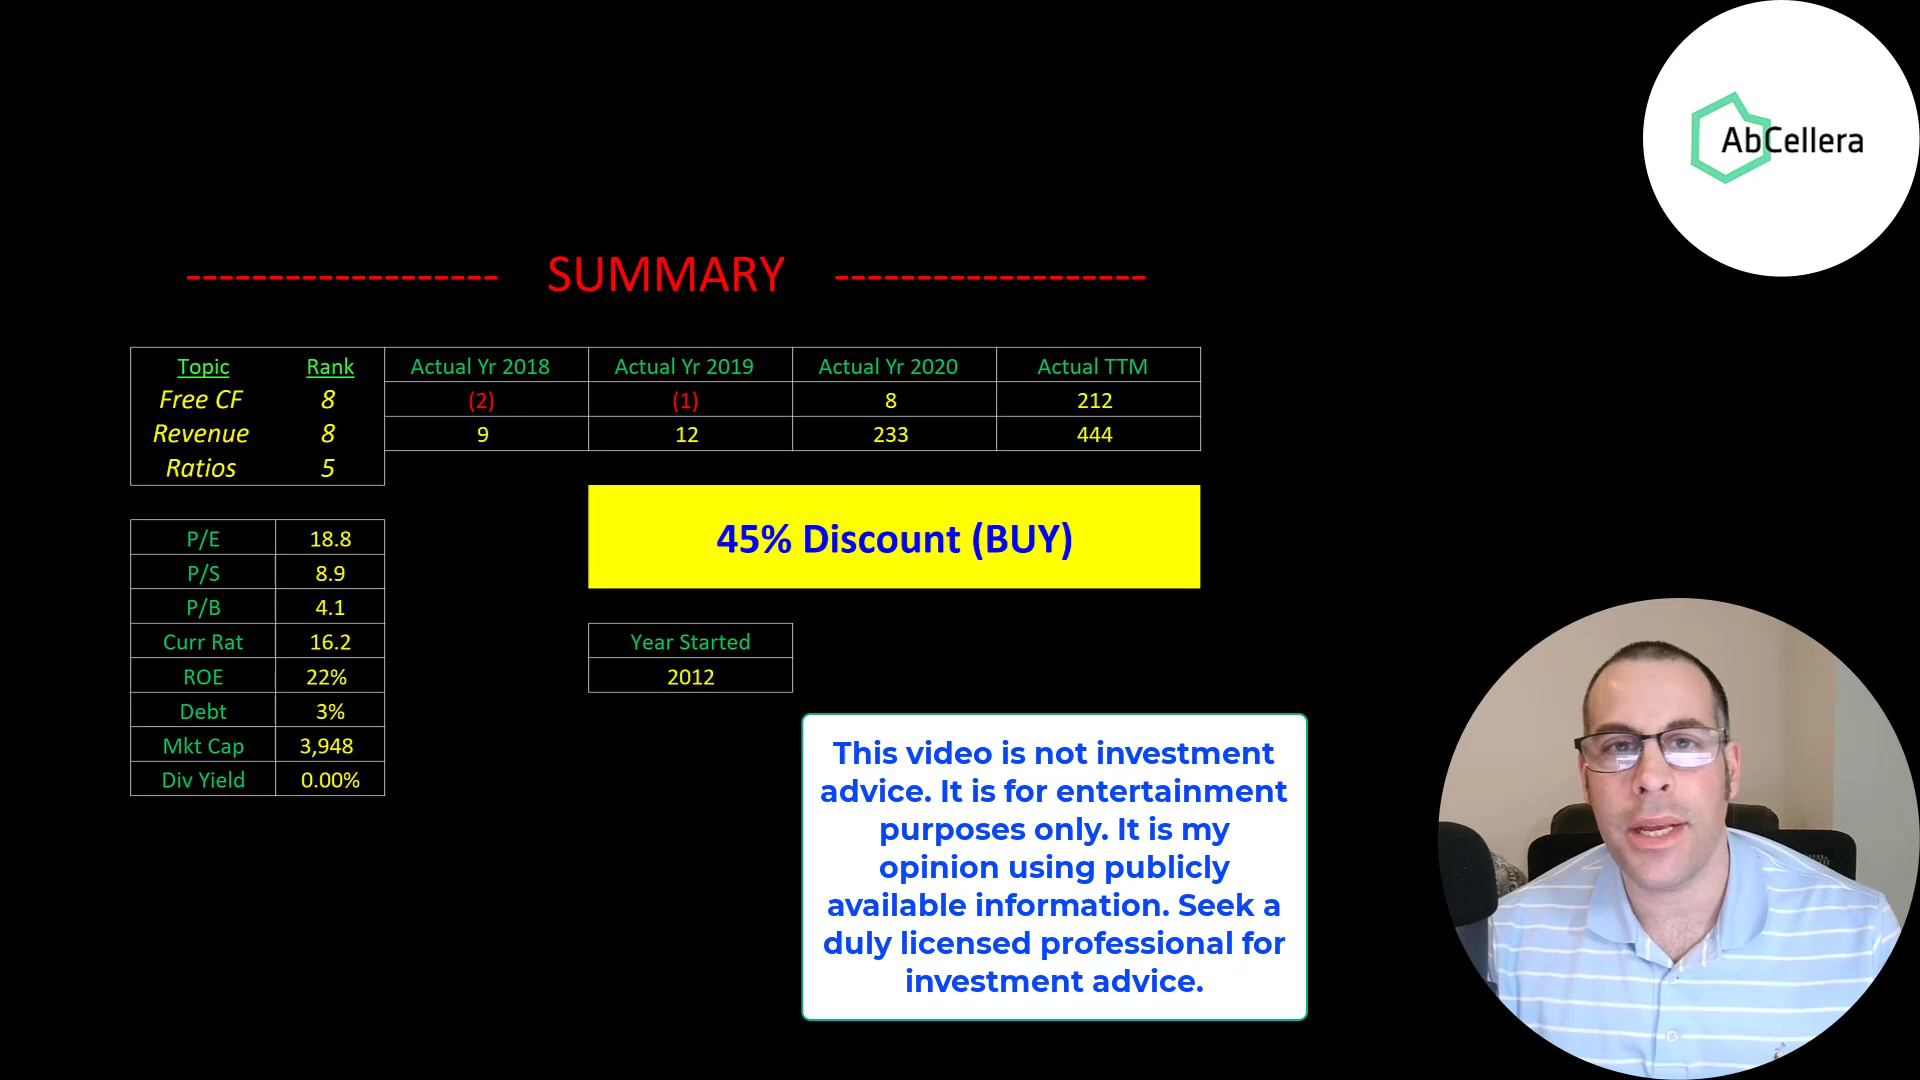 AbCellera
------------------- SUMMARY -------------------
Topic Rank Actual Yr 2018 Actual Yr 2019 Actual Yr 2020 Actual TTM
Free CF 8 (2) (1) 8 212
Revenue 8 9 12 233 444
Ratios 5
45% Discount (BUY)
P/E 18.8
P/S 8.9
P/B 4.1
Curr Rat 16.2
ROE 22%
Debt 3%
Mkt Cap 3,948
Div Yield 0.00%
Year Started
2012
This video is not investment
advice. It is for entertainment
purposes only. It is my
opinion using publicly
available information. Seek a
duly licensed professional for
investment advice.